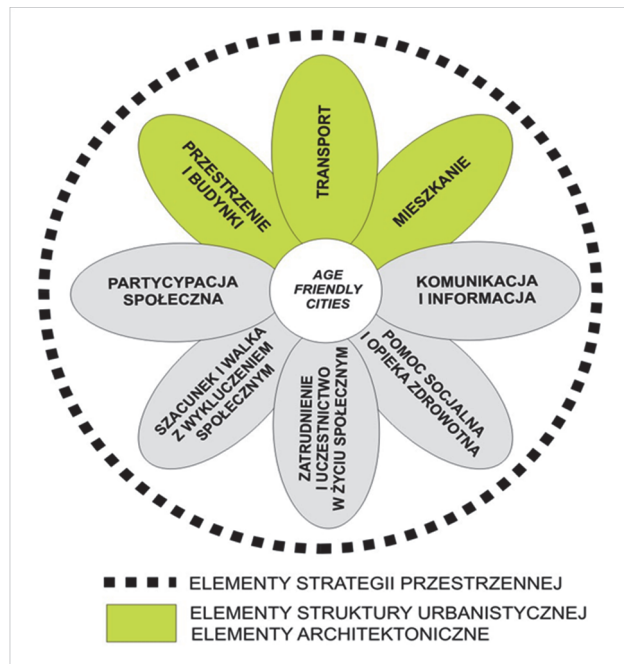 TRANSPORT
PRZESTRZENIE
I BUDYNKI
MIESZKANIE
PARTYCYPACJA
SPOŁECZNA
AGE
FRIENDLY
CITIES
KOMUNIKACJA
I INFORMACJA
SZACUNEK I WALKA
Z WYKLUCZENIEM
SPOŁECZNYM
ZATRUDNIENIE
I UCZESTNICTWO
W ŻYCIU SPOŁECZNYM
POMOC SOCJALNA
I OPIEKA ZDROWOTNA
ELEMENTY STRATEGII PRZESTRZENNEJ
ELEMENTY STRUKTURY URBANISTYCZNEJ
ELEMENTY ARCHITEKTONICZNE